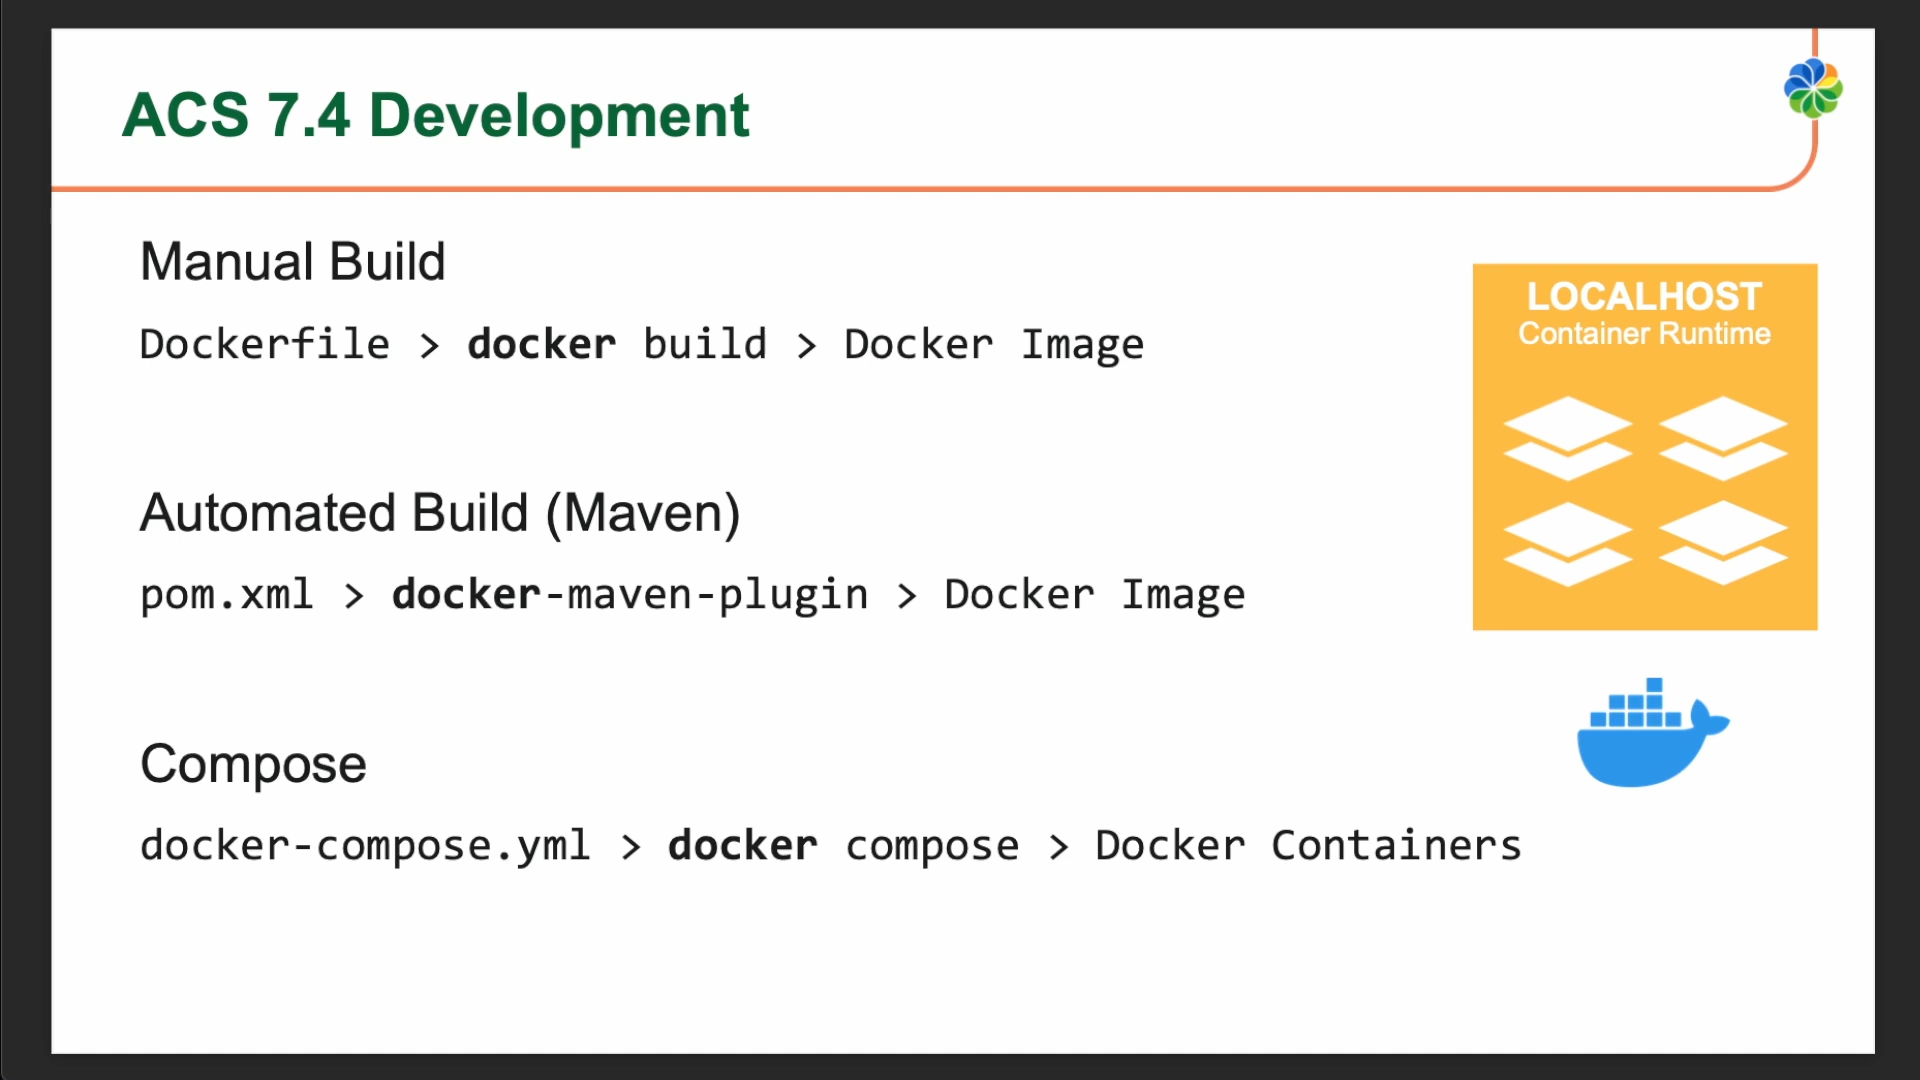 ACS 7.4 Development
Manual Build
Dockerfile > docker build > Docker Image
Automated Build (Maven)
pom.xml > docker-maven-plugin > Docker Image
Compose
docker-compose.yml > docker compose > Docker Containers
LOCALHOST
Container Runtime